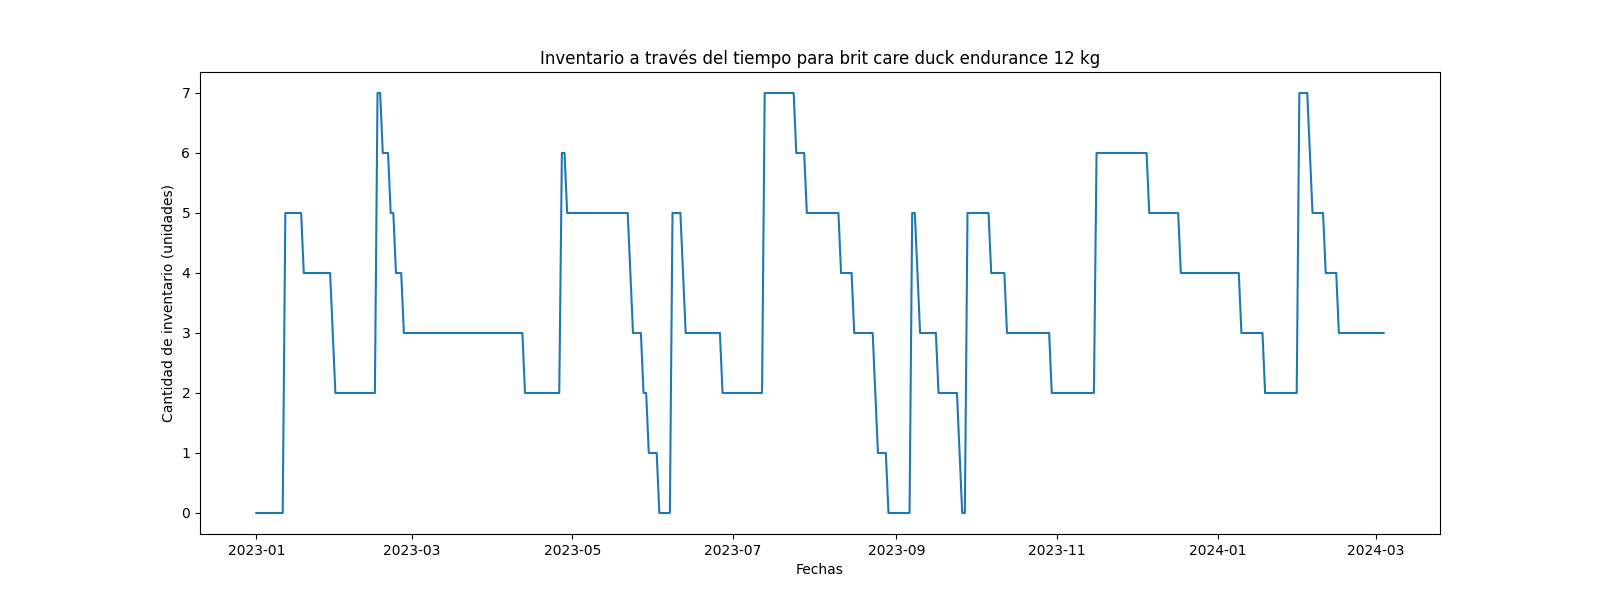 Inventario a través del tiempo para brit care duck endurance 12 kg
Cantidad de inventario (unidades)
7
6
5
4
3
2
1
0
2023-01 2023-03 2023-05 2023-07 2023-09 2023-11 2024-01 2024-03
Fechas